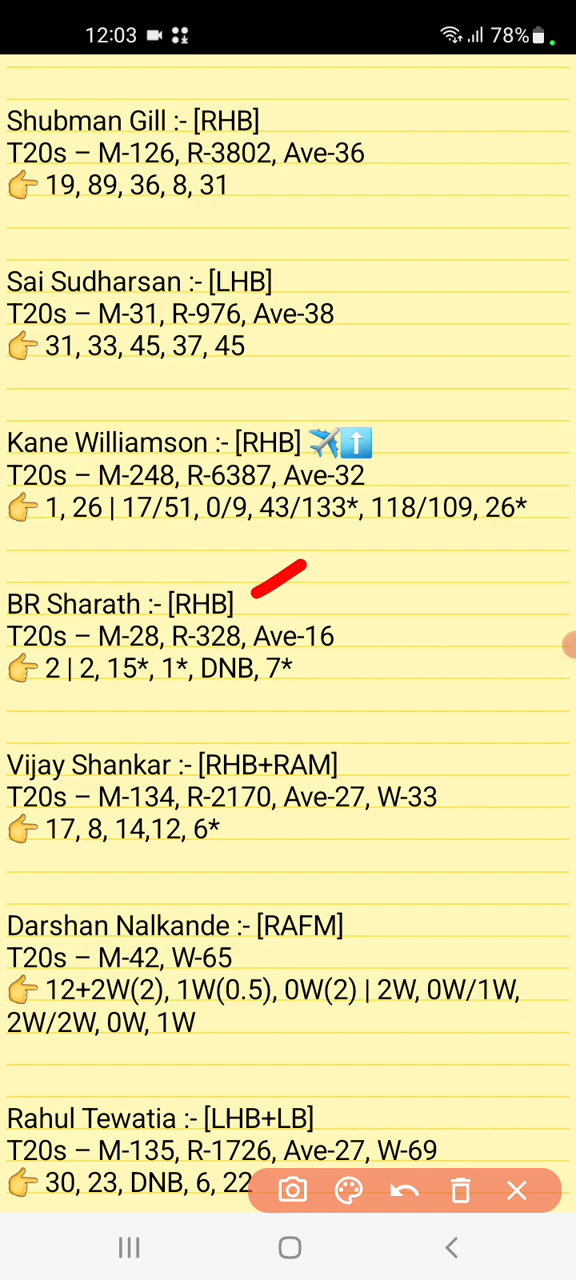 12:03 78%
Shubman Gill :- [RHB]
T20s – M-126, R-3802, Ave-36
👉 19, 89, 36, 8, 31
Sai Sudharsan :- [LHB]
T20s – M-31, R-976, Ave-38
👉 31, 33, 45, 37, 45
Kane Williamson :- [RHB] ✈️⬆️
T20s – M-248, R-6387, Ave-32
👉 1, 26 | 17/51, 0/9, 43/133*, 118/109, 26*
BR Sharath :- [RHB]
T20s – M-28, R-328, Ave-16
👉 2 | 2, 15*, 1*, DNB, 7*
Vijay Shankar :- [RHB+RAM]
T20s – M-134, R-2170, Ave-27, W-33
👉 17, 8, 14,12, 6*
Darshan Nalkande :- [RAFM]
T20s – M-42, W-65
👉 12+2W(2), 1W(0.5), 0W(2) | 2W, 0W/1W,
2W/2W, 0W, 1W
Rahul Tewatia :- [LHB+LB]
T20s – M-135, R-1726, Ave-27, W-69
👉 30, 23, DNB, 6, 22